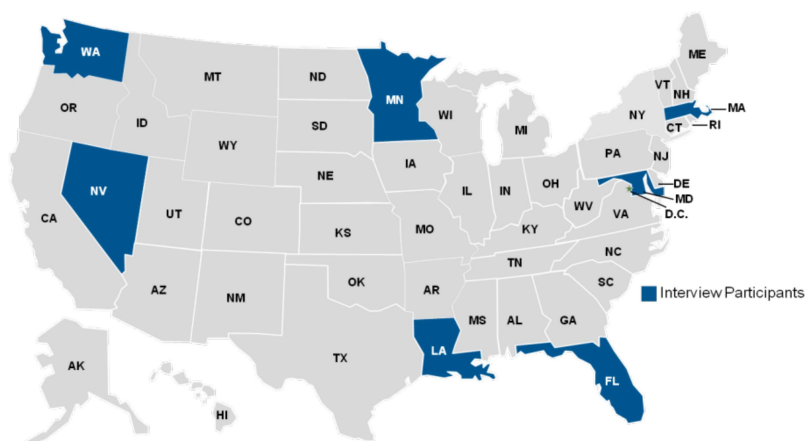 WA
MT
ND
MN
ME
VT
NH
MA
OR
ID
SD
WI
NY
CT
RI
WY
MI
PA
NJ
IA
NE
NV
IL
IN
OH
DE
MD
WV
VA
D.C.
CA
UT
CO
KS
MO
KY
NC
TN
AZ
NM
OK
AR
SC
MS
AL
GA
Interview Participants
TX
LA
AK
FL
HI